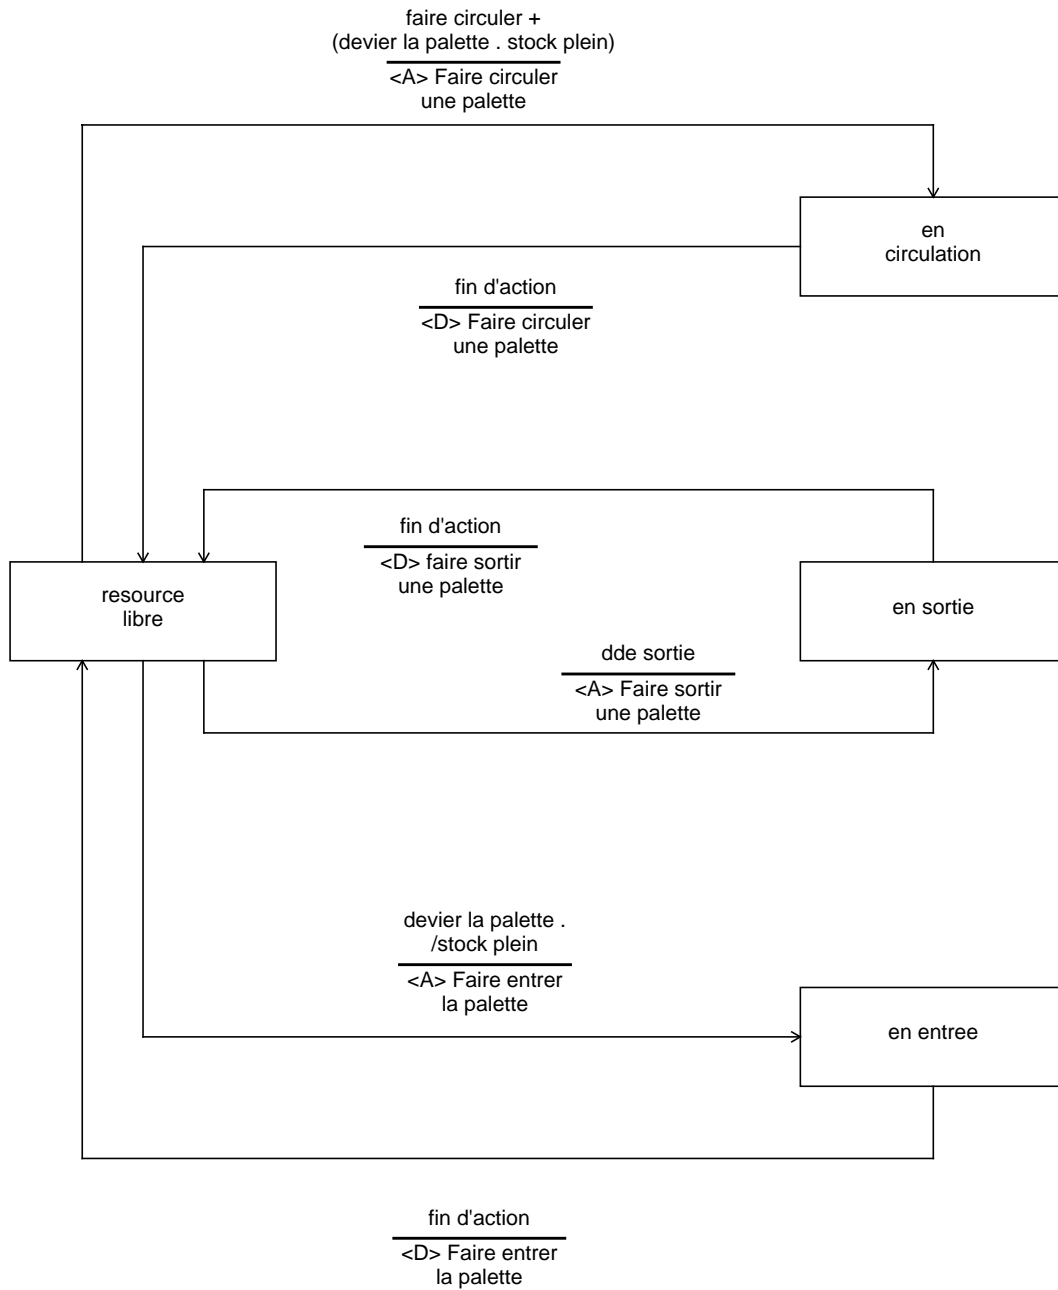 faire circuler +
(devier la palette . stock plein)
<A> Faire circuler
une palette
en
circulation
fin d'action
<D> Faire circuler
une palette
fin d'action
<D> faire sortir
une palette
resource
libre
en sortie
dde sortie
<A> Faire sortir
une palette
devier la palette .
/stock plein
<A> Faire entrer
la palette
en entree
fin d'action
<D> Faire entrer
la palette